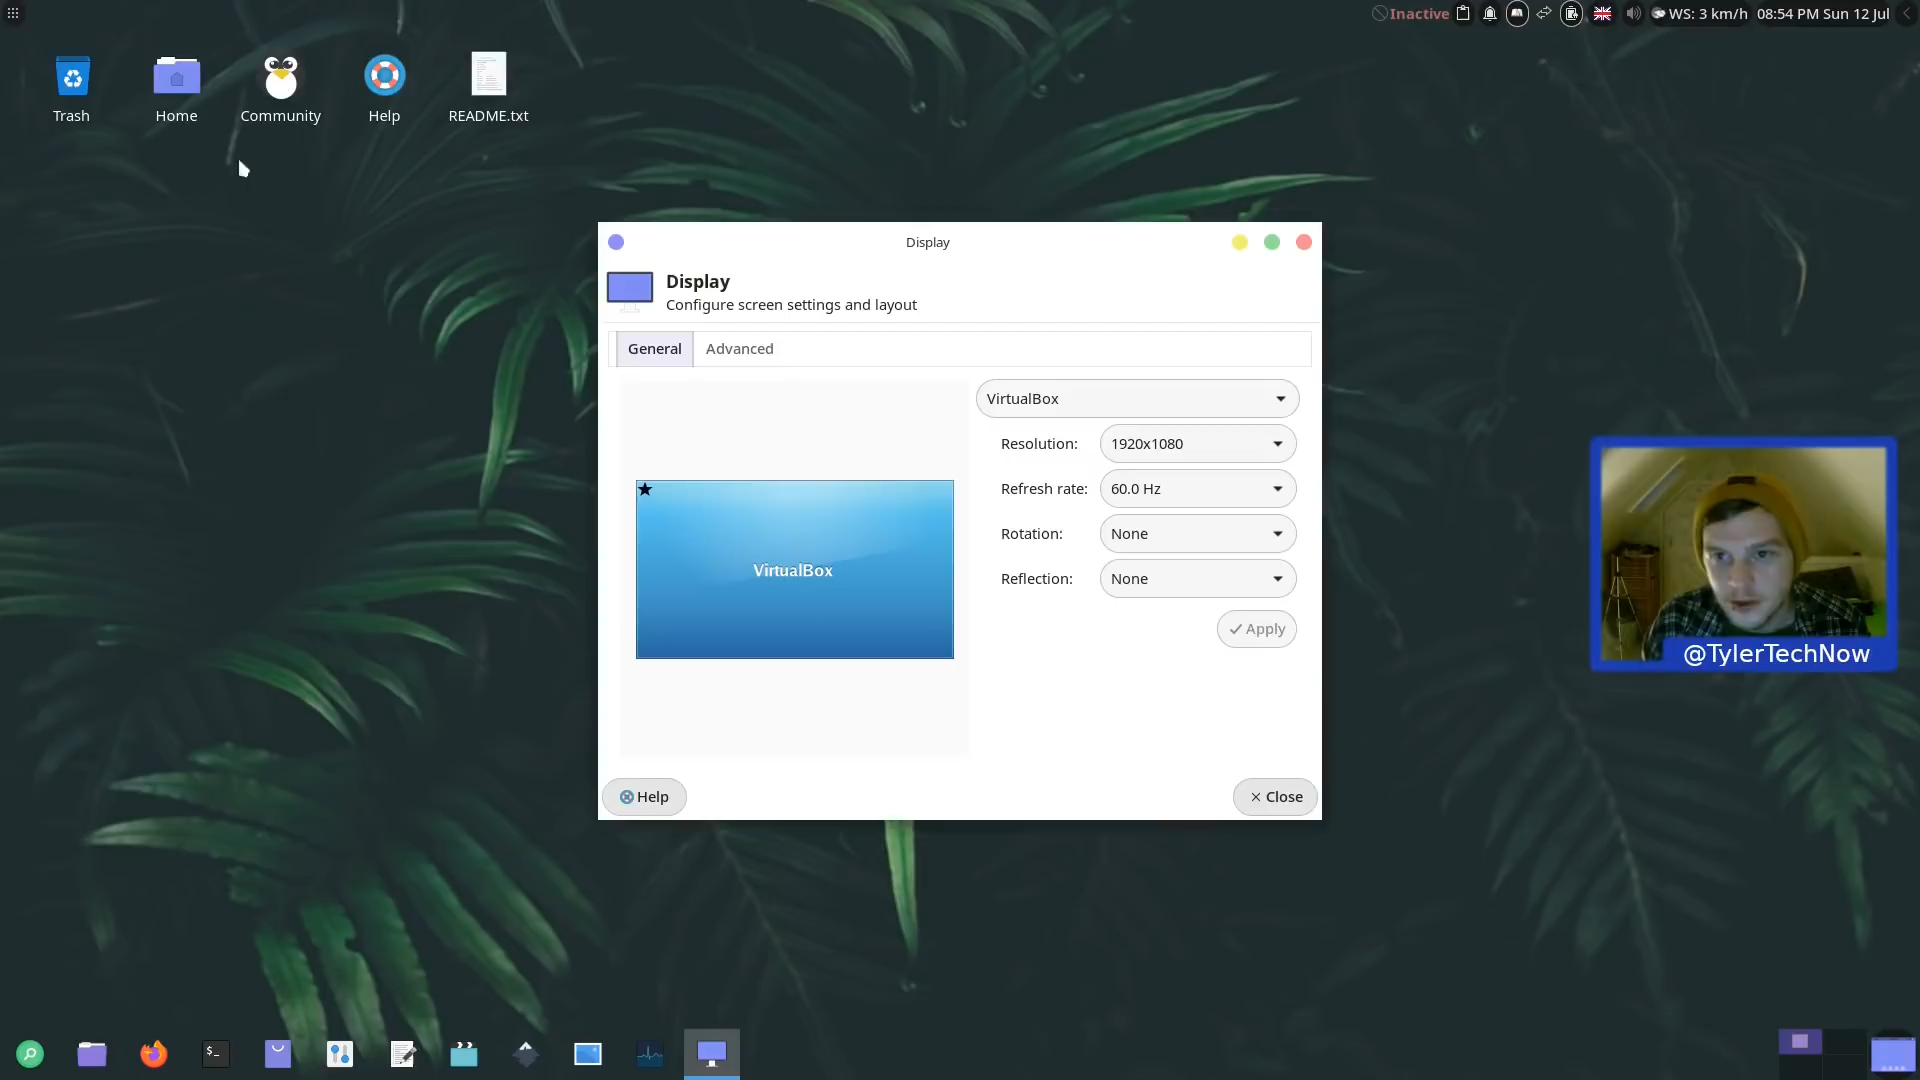 Inactive
WS: 3 km/h
08:54 PM Sun 12 Jul
Trash
Home
Community
Help
README.txt
Display
Display
Configure screen settings and layout
General
Advanced
VirtualBox
Resolution:
1920x1080
Refresh rate:
60.0 Hz
Rotation:
None
Reflection:
None
Apply
VirtualBox
Help
Close
@TylerTechNow
$_